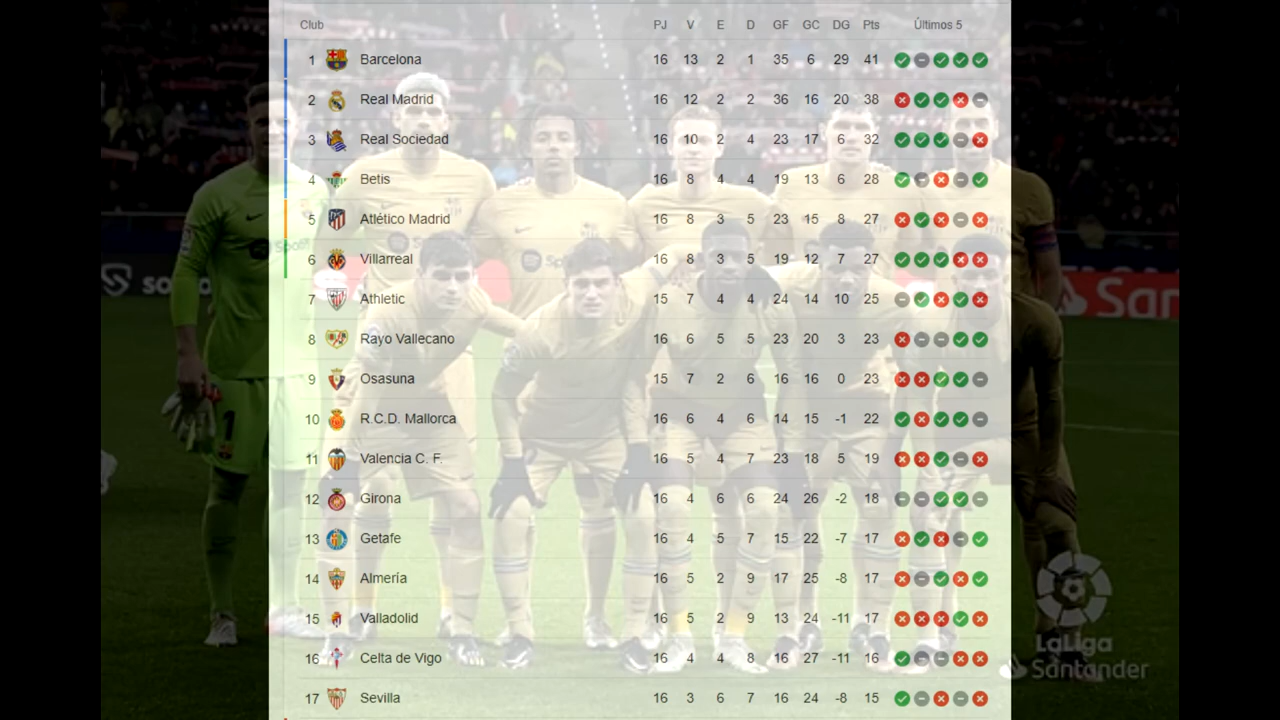 Club PJ V E D GF GC DG Pts Últimos 5
1 Barcelona 16 13 2 1 35 6 29 41
2 Real Madrid 16 12 2 2 36 16 20 38
3 Real Sociedad 16 10 2 4 23 17 6 32
4 Betis 16 8 4 4 19 13 6 28
5 Atlético Madrid 16 8 3 5 23 15 8 27
6 Villarreal 16 8 3 5 19 12 7 27
7 Athletic 15 7 4 4 24 14 10 25
8 Rayo Vallecano 16 6 5 5 23 20 3 23
9 Osasuna 15 7 2 6 16 16 0 23
10 R.C.D. Mallorca 16 6 4 6 14 15 -1 22
11 Valencia C. F. 16 5 4 7 23 18 5 19
12 Girona 16 4 6 6 24 26 -2 18
13 Getafe 16 4 5 7 15 22 -7 17
14 Almería 16 5 2 9 17 25 -8 17
15 Valladolid 16 5 2 9 13 24 -11 17
16 Celta de Vigo 16 4 4 8 16 27 -11 16
17 Sevilla 16 3 6 7 16 24 -8 15
LaLiga
Santander